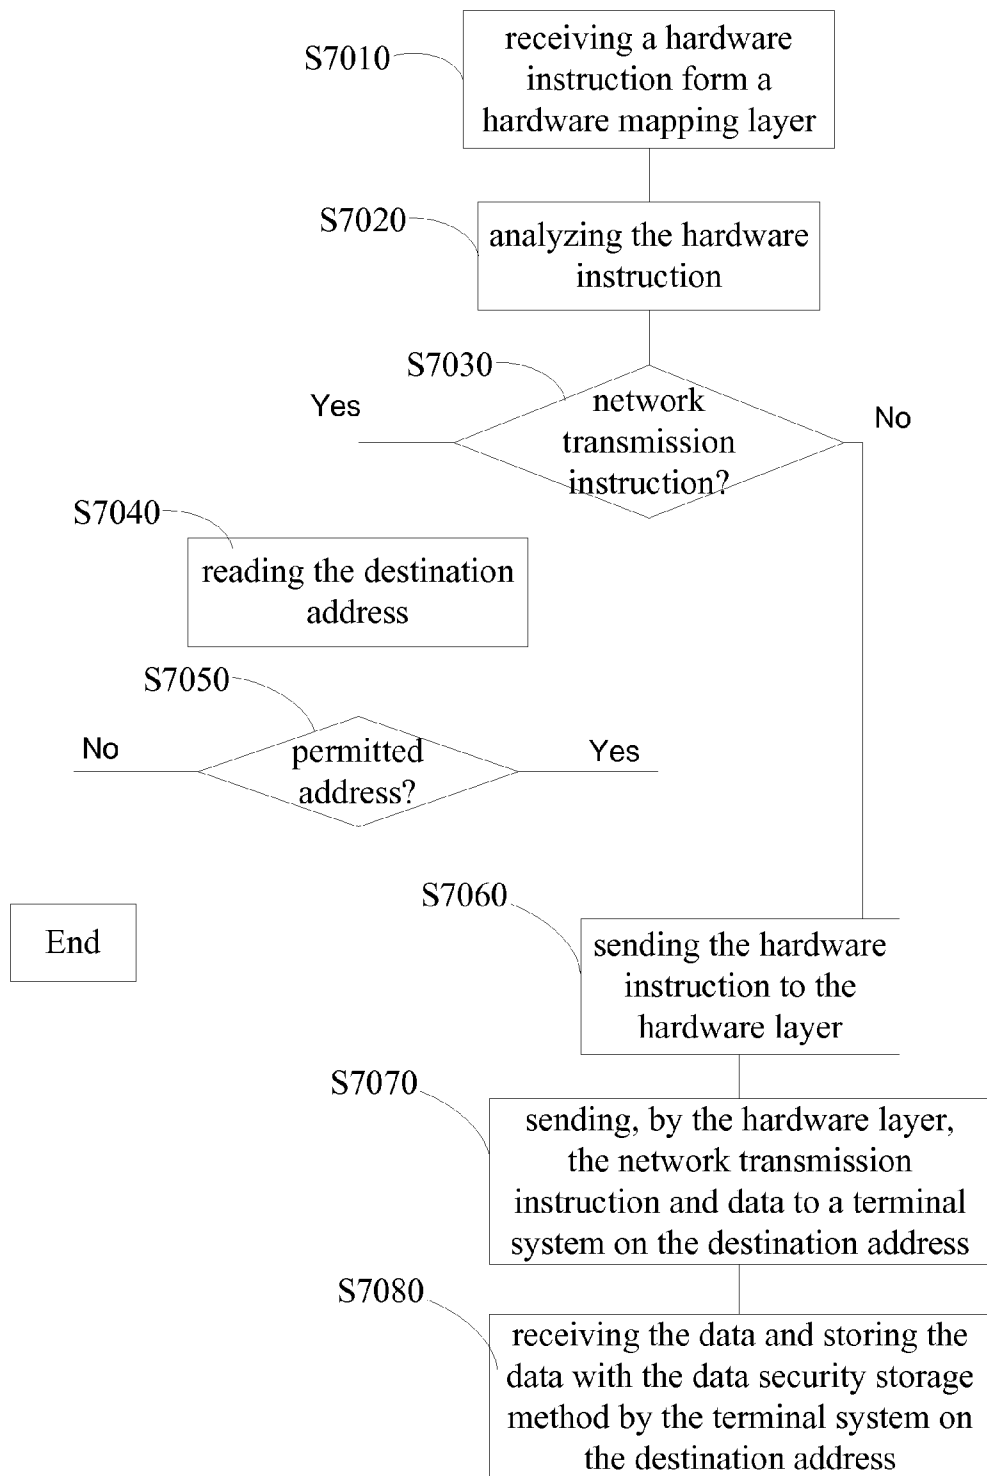 S7010
receiving a hardware
instruction form a
hardware mapping layer
S7020
analyzing the hardware
instruction
S7030
Yes
network
transmission
instruction?
No
S7040
reading the destination
address
S7050
No
permitted
address?
Yes
S7060
End
sending the hardware
instruction to the
hardware layer
S7070
sending, by the hardware layer,
the network transmission
instruction and data to a terminal
system on the destination address
S7080
receiving the data and storing the
data with the data security storage
method by the terminal system on
the destination address